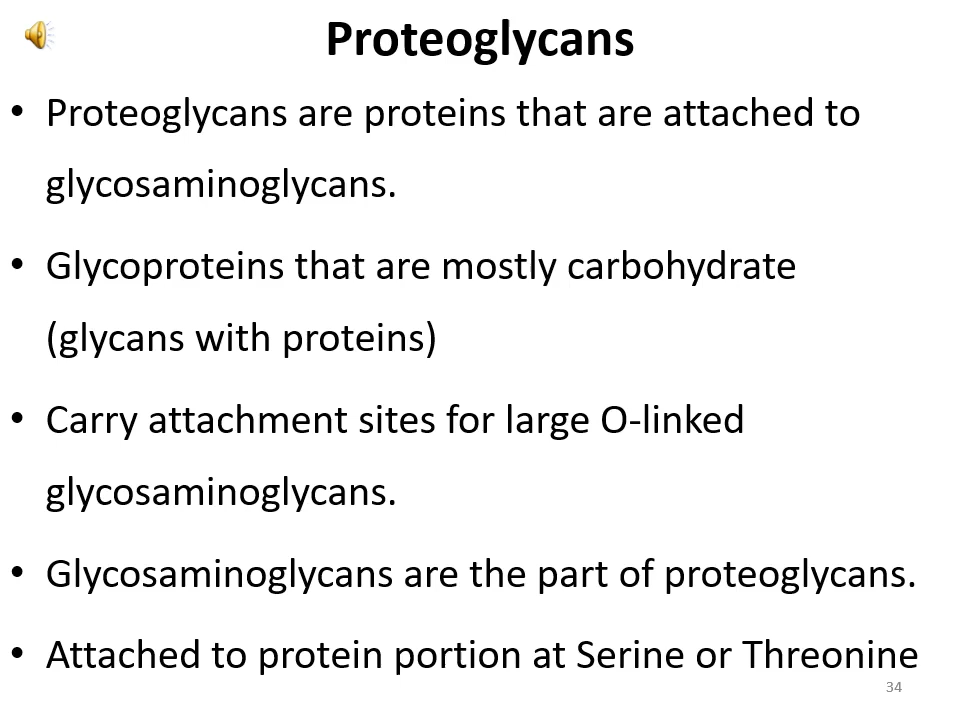 Proteoglycans
• Proteoglycans are proteins that are attached to
glycosaminoglycans.
• Glycoproteins that are mostly carbohydrate
(glycans with proteins)
• Carry attachment sites for large O-linked
glycosaminoglycans.
• Glycosaminoglycans are the part of proteoglycans.
• Attached to protein portion at Serine or Threonine
34